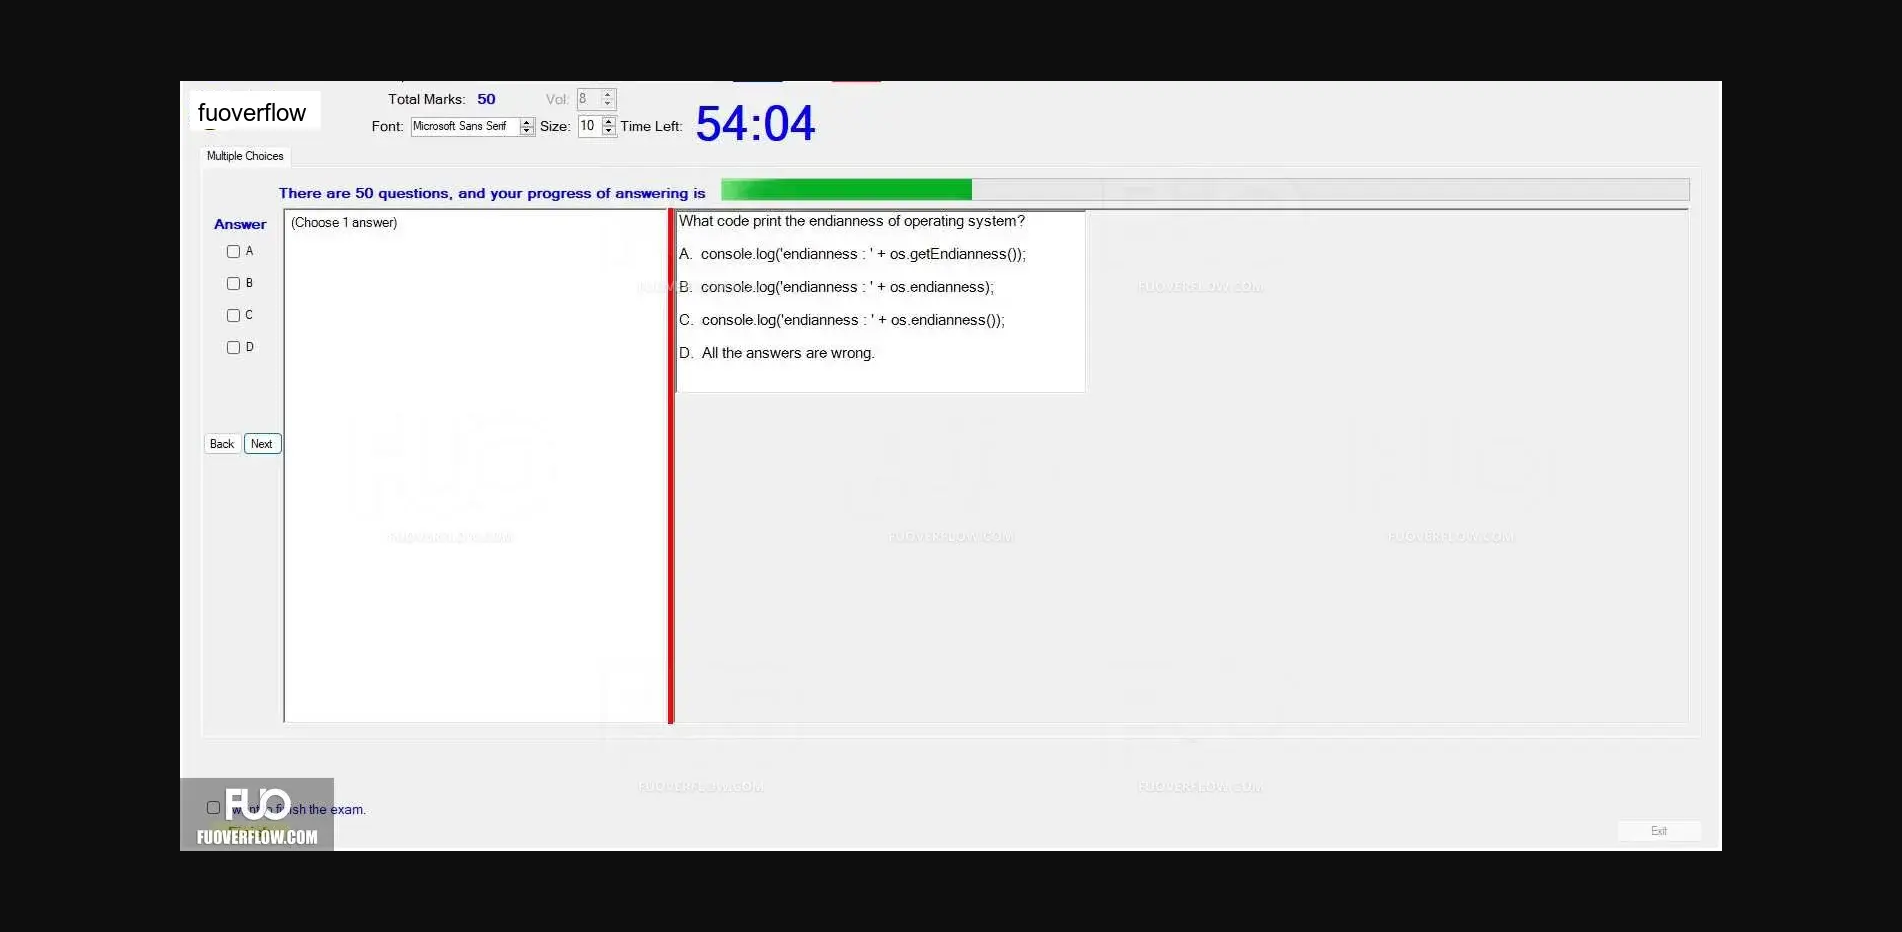 fuoverflow
Total Marks: 50 Vol: 8
Font: Microsoft Sans Serif Size: 10 Time Left: 54:04
Multiple Choices
There are 50 questions, and your progress of answering is
Answer
(Choose 1 answer)
A
B
C
D
What code print the endianness of operating system?
A. console.log('endianness : ' + os.getEndianness());
B. console.log('endianness : ' + os.endianness);
C. console.log('endianness : ' + os.endianness());
D. All the answers are wrong.
Back Next
FUOVERFLOW.COM
FUOVERFLOW.COM FUOVERFLOW.COM FUOVERFLOW.COM
FUOVERFLOW.COM FUOVERFLOW.COM
want to finish the exam.
FUO
FUOVERFLOW.COM
Exit